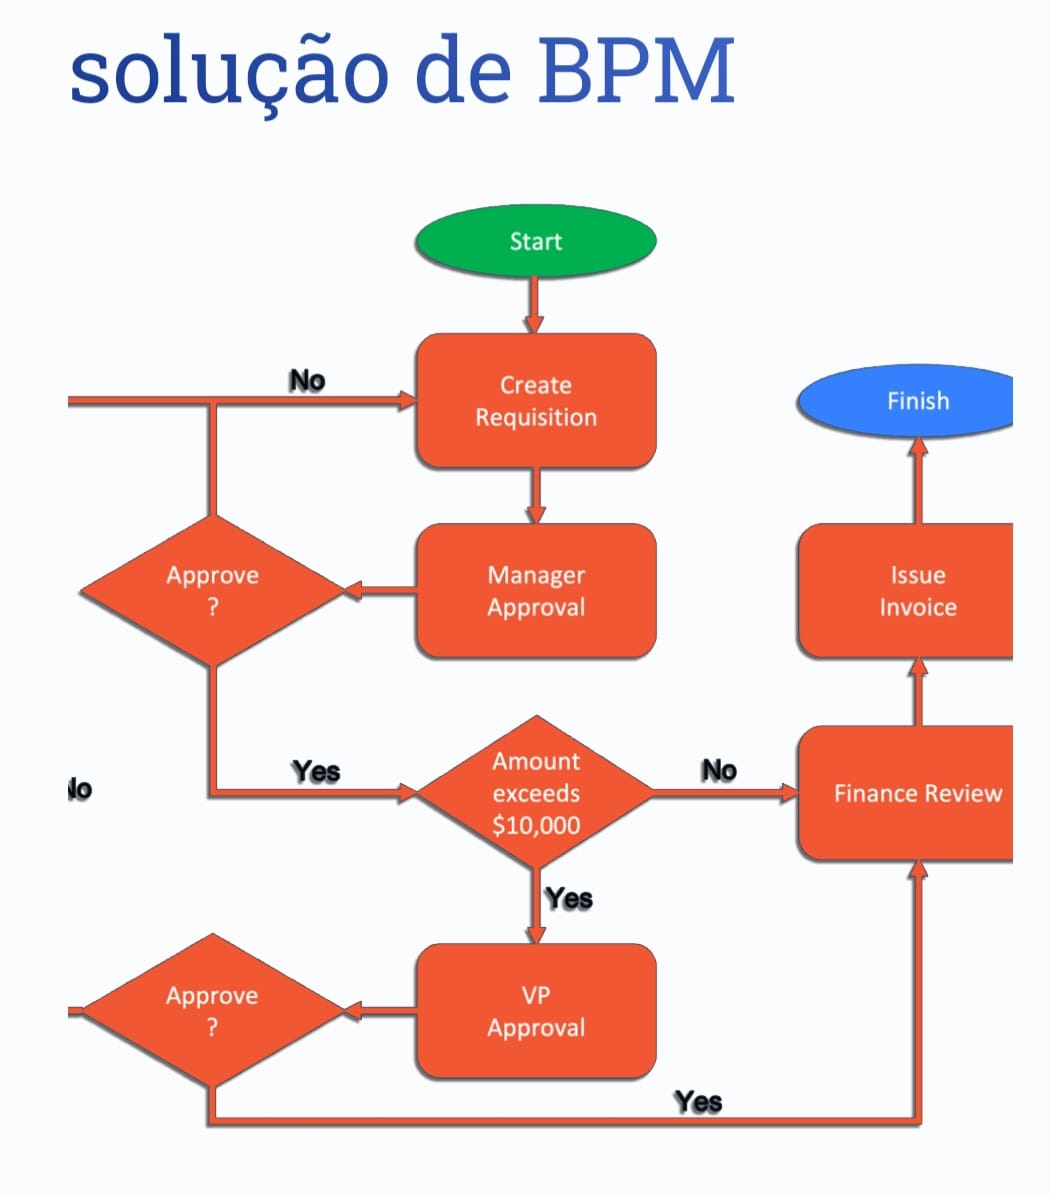 solução de BPM
Start
No
Create
Requisition
Finish
Approve
?
Manager
Approval
Issue
Invoice
Yes
Amount
exceeds
$10,000
No
Finance Review
No
Yes
Approve
?
VP
Approval
Yes